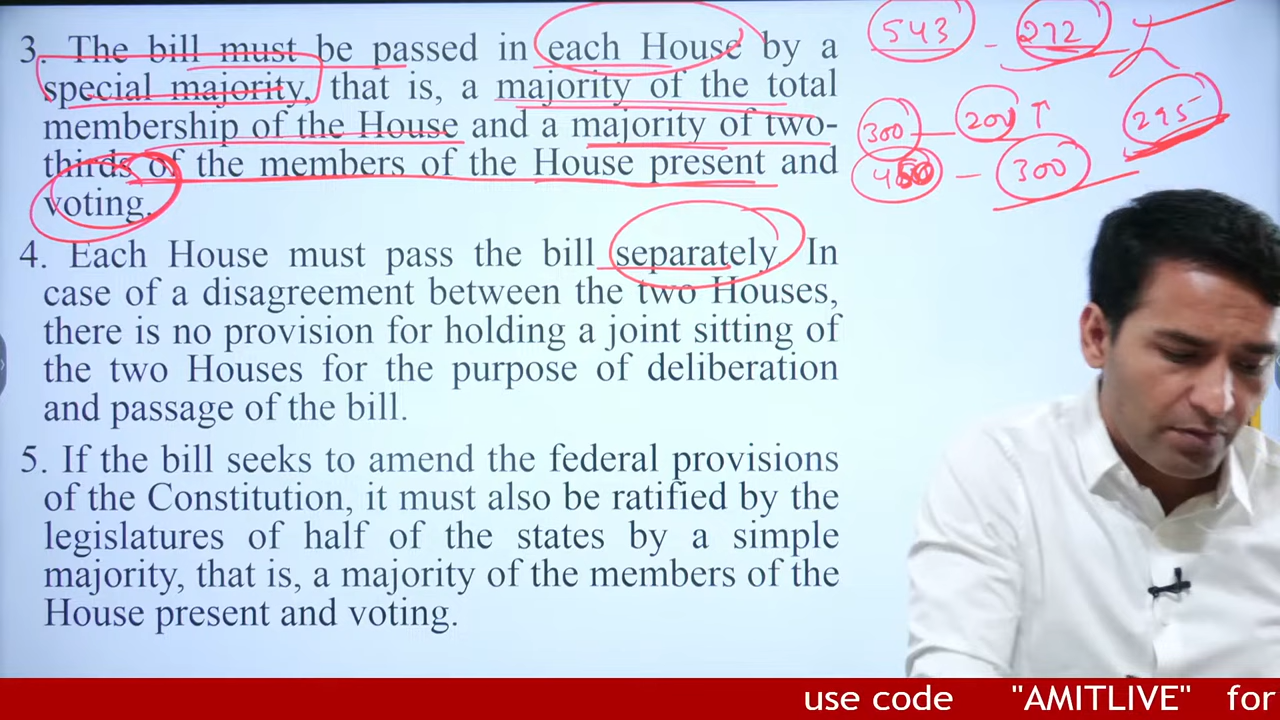 3. The bill must be passed in each House by a
special majority, that is, a majority of the total
membership of the House and a majority of two-
thirds of the members of the House present and
voting.
4. Each House must pass the bill separately In
case of a disagreement between the two Houses,
there is no provision for holding a joint sitting of
the two Houses for the purpose of deliberation
and passage of the bill.
5. If the bill seeks to amend the federal provisions
of the Constitution, it must also be ratified by the
legislatures of half of the states by a simple
majority, that is, a majority of the members of the
House present and voting.
543 - 272
300 - 200 ↑
295
- 300
use code "AMITLIVE" for